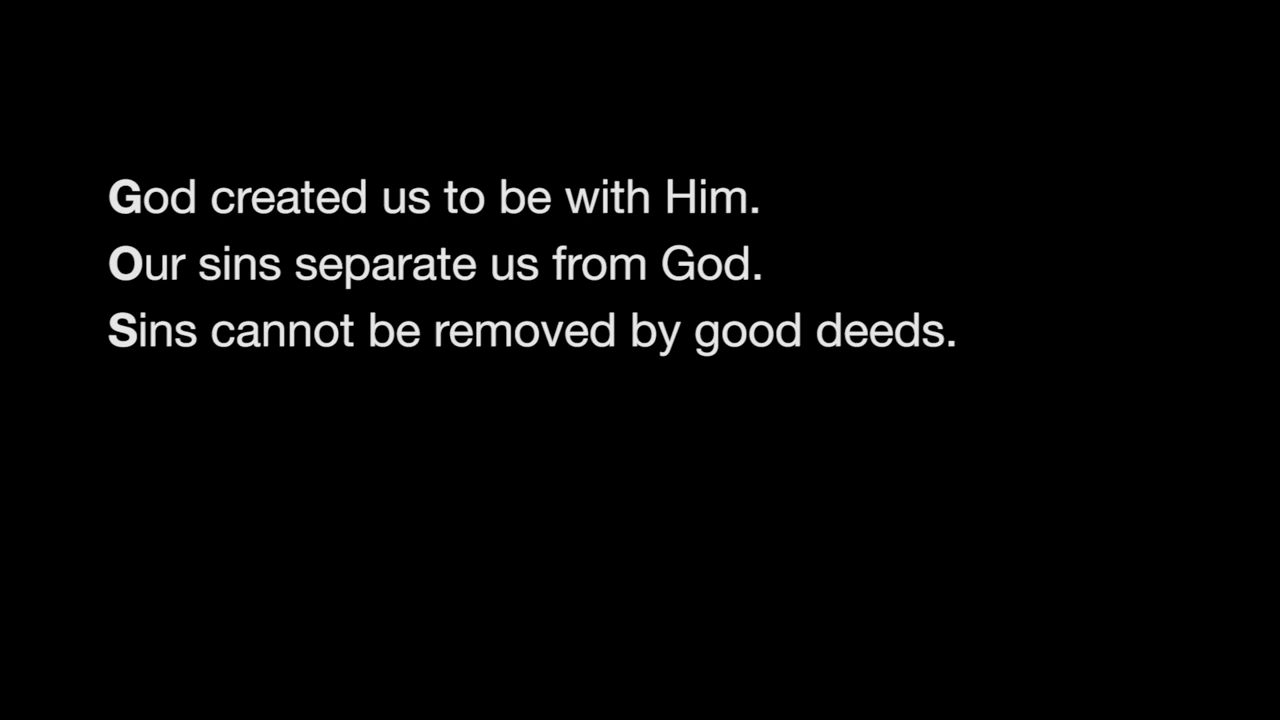 God created us to be with Him.
Our sins separate us from God.
Sins cannot be removed by good deeds.